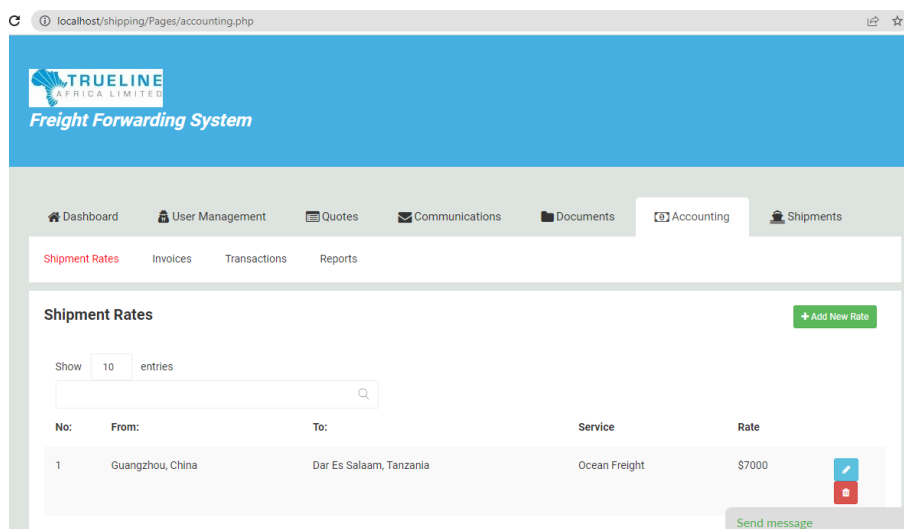 localhost/shipping/Pages/accounting.php
TRUELINE
AFRICA LIMITED
Freight Forwarding System
Dashboard User Management Quotes Communications Documents Accounting Shipments
Shipment Rates Invoices Transactions Reports
Shipment Rates
+ Add New Rate
Show 10 entries
No: From: To: Service Rate
1 Guangzhou, China Dar Es Salaam, Tanzania Ocean Freight $7000
Send message